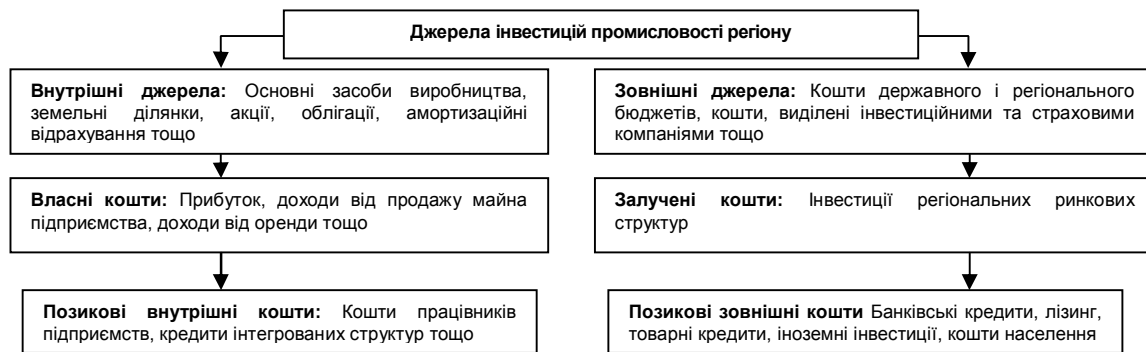 Джерела інвестицій промисловості регіону
Внутрішні джерела: Основні засоби виробництва,
земельні ділянки, акції, облігації, амортизаційні
відрахування тощо
Зовнішні джерела: Кошти державного і регіонального
бюджетів, кошти, виділені інвестиційними та страховими
компаніями тощо
Власні кошти: Прибуток, доходи від продажу майна
підприємства, доходи від оренди тощо
Залучені кошти: Інвестиції регіональних ринкових
структур
Позикові внутрішні кошти: Кошти працівників
підприємств, кредити інтегрованих структур тощо
Позикові зовнішні кошти Банківські кредити, лізинг,
товарні кредити, іноземні інвестиції, кошти населення